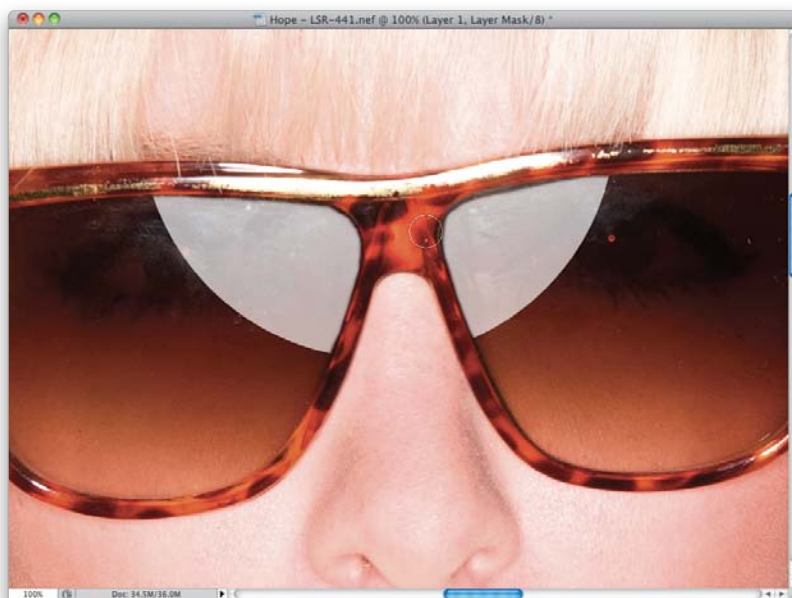 Hope – LSR-441.nef @ 100% (Layer 1, Layer Mask/8) *
100% Doc: 34.5M/36.0M